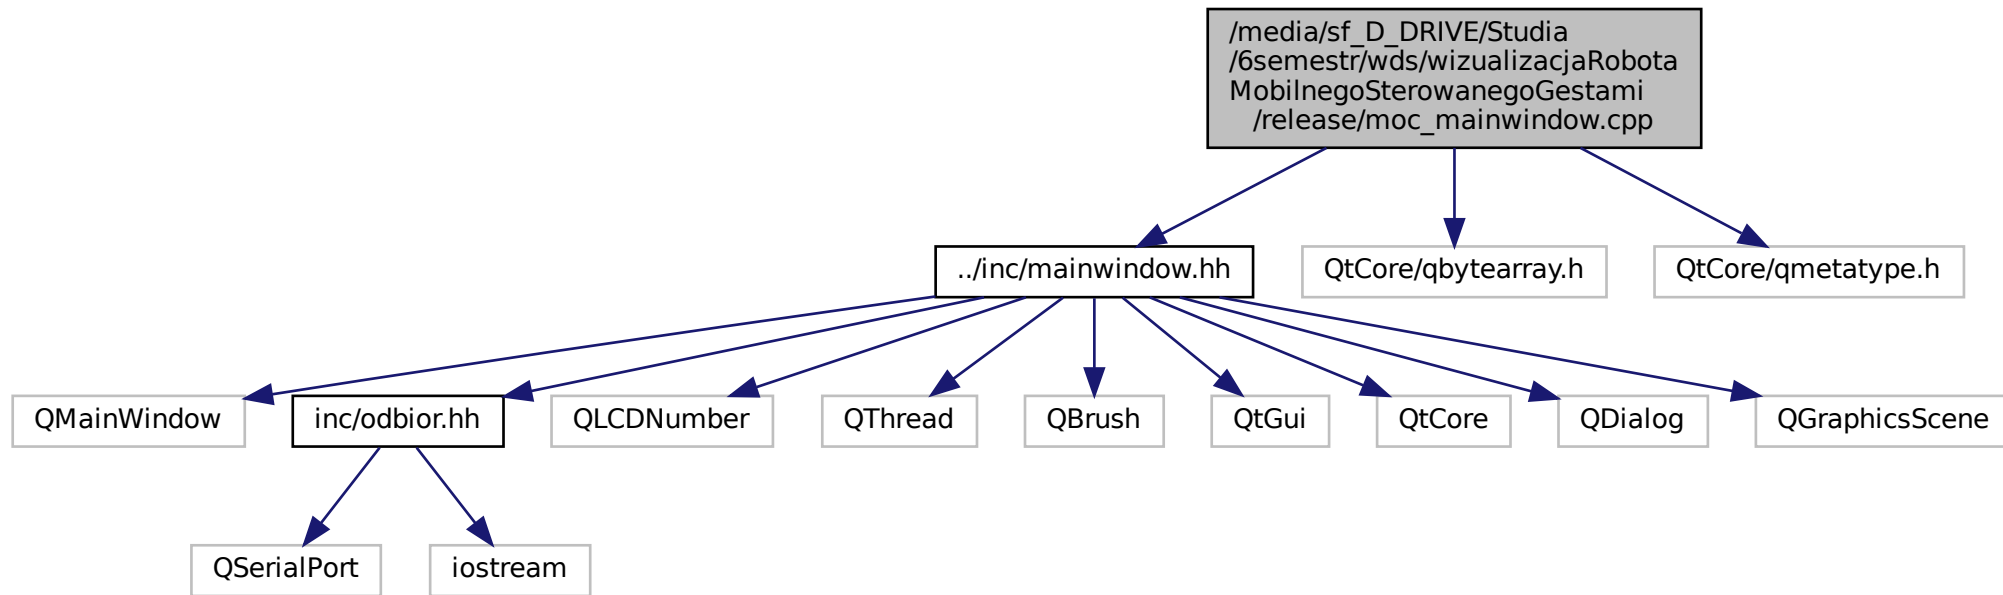 /media/sf_D_DRIVE/Studia
/6semestr/wds/wizualizacjaRobota
MobilnegoSterowanegoGestami
/release/moc_mainwindow.cpp
../inc/mainwindow.hh
QtCore/qbytearray.h
QtCore/qmetatype.h
QMainWindow
inc/odbior.hh
QLCDNumber
QThread
QBrush
QtGui
QtCore
QDialog
QGraphicsScene
QSerialPort
iostream